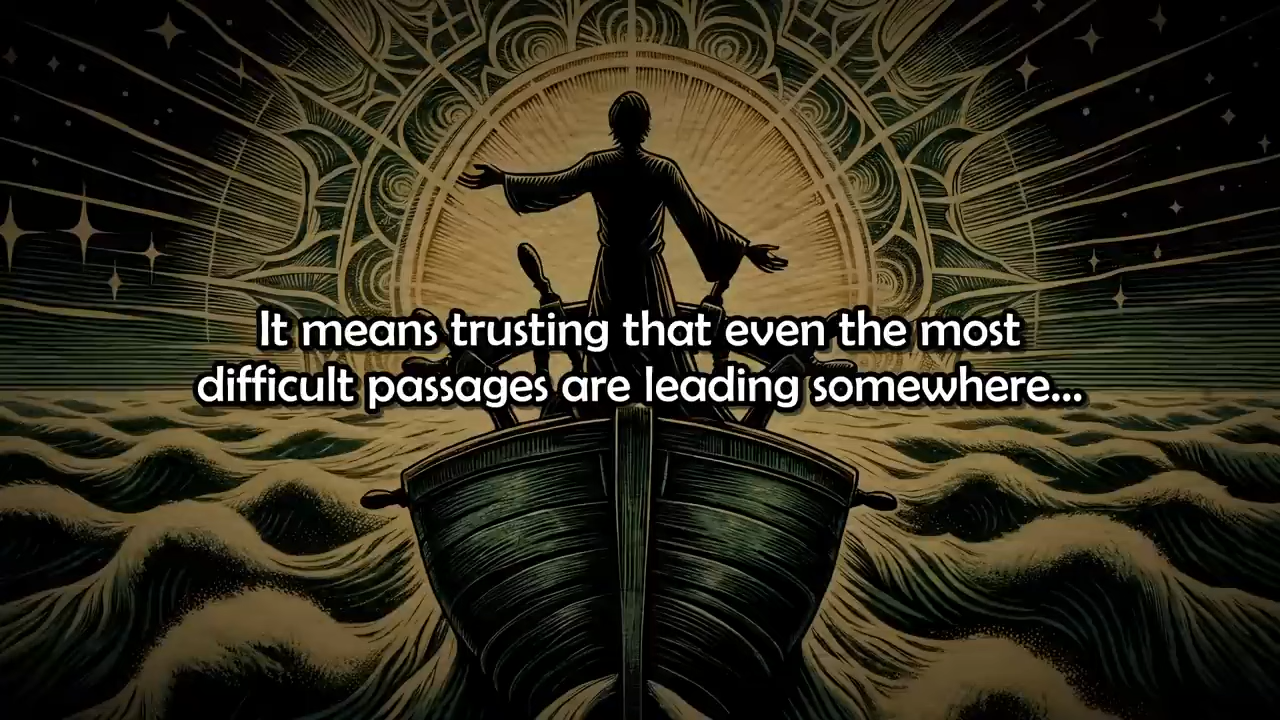 It means trusting that even the most
difficult passages are leading somewhere...